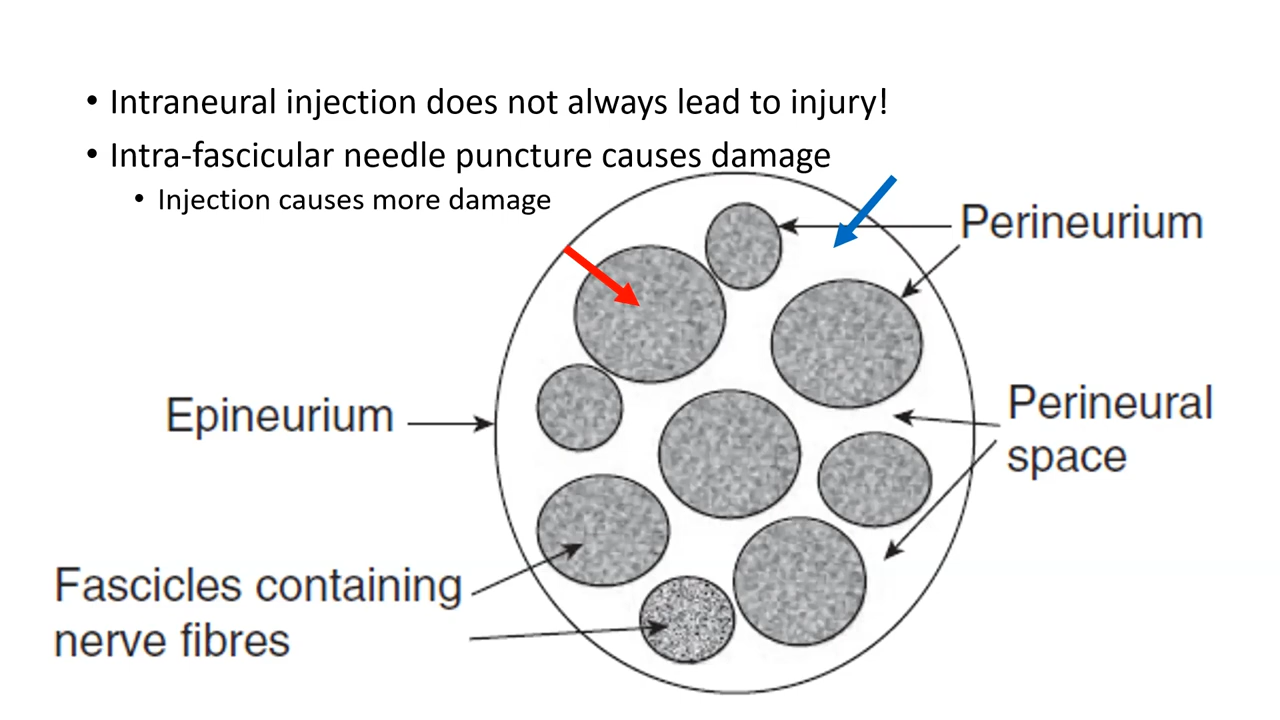 • Intraneural injection does not always lead to injury!
• Intra-fascicular needle puncture causes damage
• Injection causes more damage
Perineurium
Epineurium
Perineural
space
Fascicles containing
nerve fibres